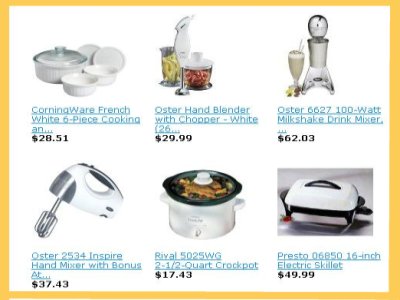 CorningWare French
White 6-Piece Cooking
an...
$28.51
Oster Hand Blender
with Chopper - White
(26...
$29.99
Oster 6627 100-Watt
Milkshake Drink Mixer,
...
$62.03
Oster 2534 Inspire
Hand Mixer with Bonus
At...
$37.43
Rival 5025WG
2-1/2-Quart Crockpot
$17.43
Presto 06850 16-inch
Electric Skillet
$49.99